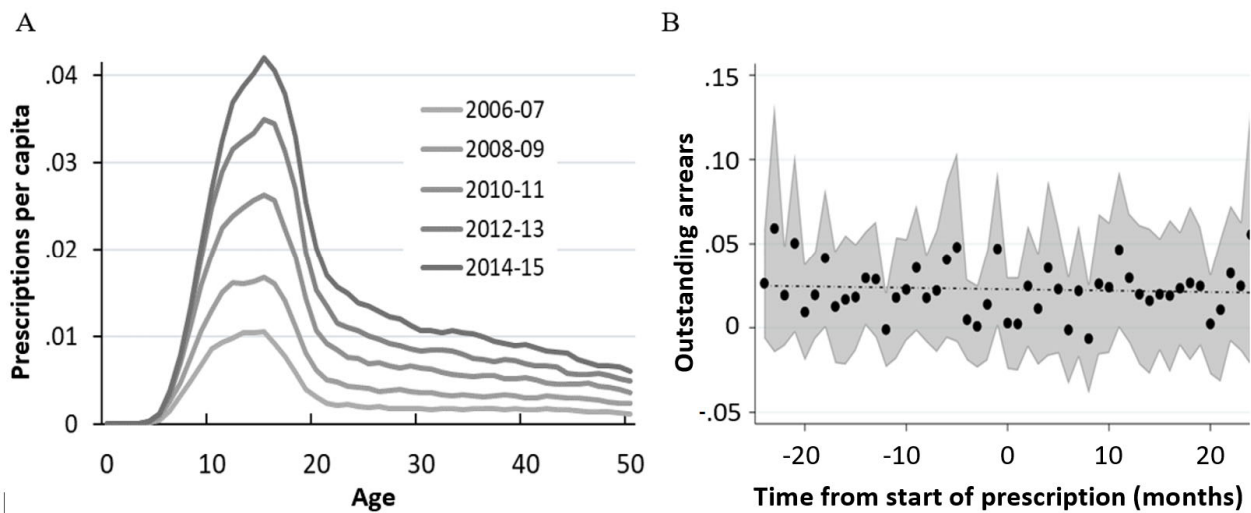 A
Prescriptions per capita
.04
.03
.02
.01
0
2006-07
2008-09
2010-11
2012-13
2014-15
0 10 20 30 40 50
Age
B
Outstanding arrears
.15
.10
.05
0
-.05
-20 -10 0 10 20
Time from start of prescription (months)